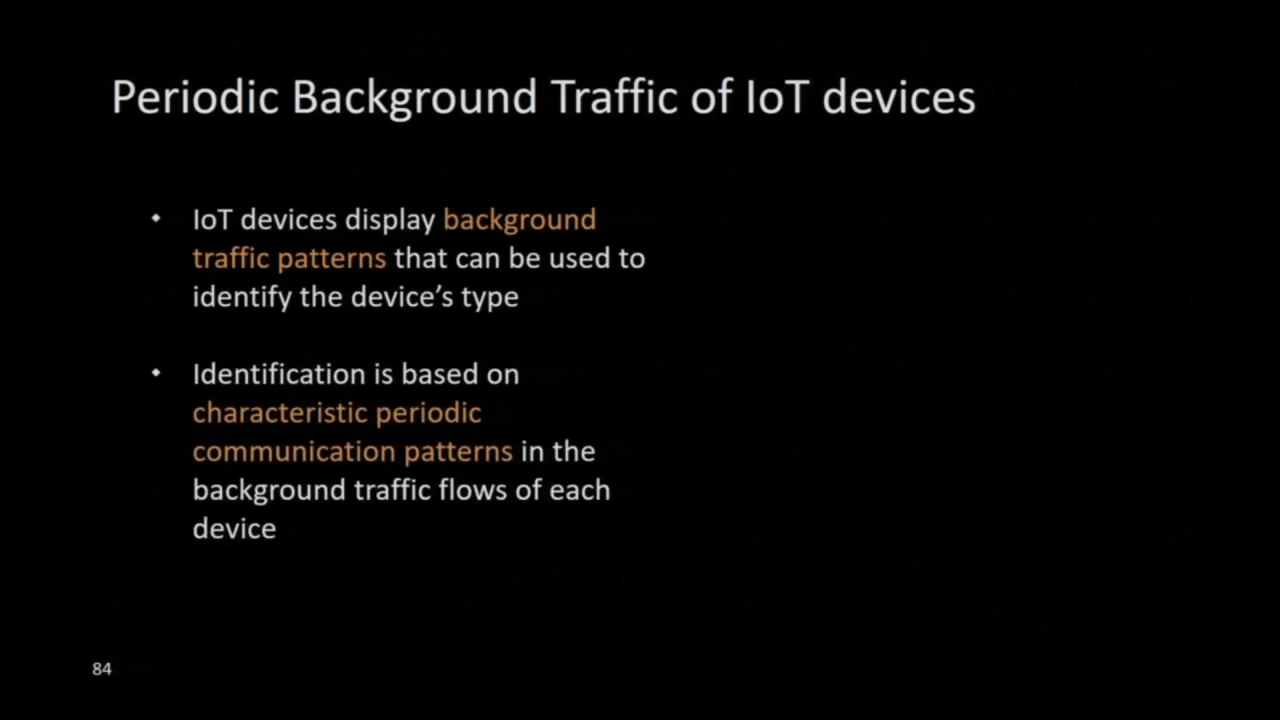 Periodic Background Traffic of IoT devices
• IoT devices display background
traffic patterns that can be used to
identify the device’s type
• Identification is based on
characteristic periodic
communication patterns in the
background traffic flows of each
device
84